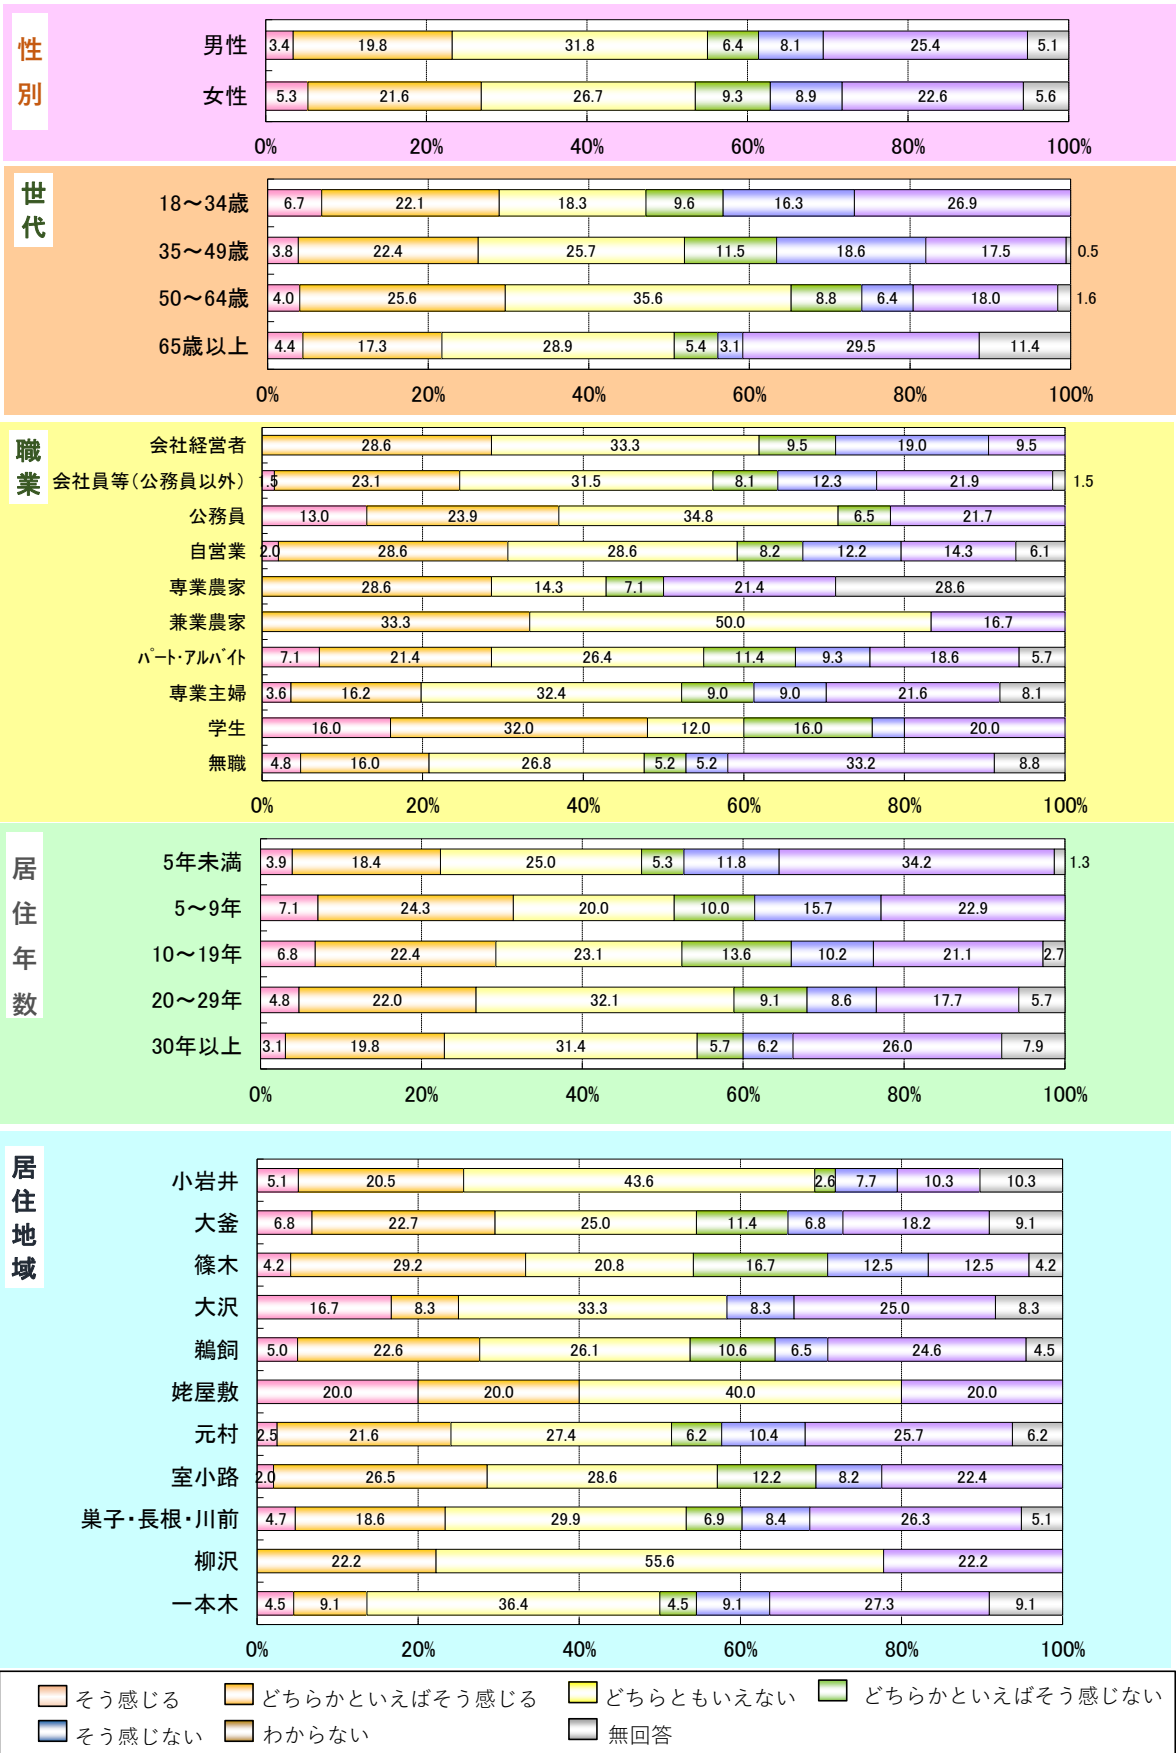 性別
男性 3.4 19.8 31.8 6.4 8.1 25.4 5.1
女性 5.3 21.6 26.7 9.3 8.9 22.6 5.6
0% 20% 40% 60% 80% 100%
世代
18～34歳 6.7 22.1 18.3 9.6 16.3 26.9
35～49歳 3.8 22.4 25.7 11.5 18.6 17.5 0.5
50～64歳 4.0 25.6 35.6 8.8 6.4 18.0 1.6
65歳以上 4.4 17.3 28.9 5.4 3.1 29.5 11.4
0% 20% 40% 60% 80% 100%
職業
会社経営者 28.6 33.3 9.5 19.0 9.5
会社員等(公務員以外) 1.5 23.1 31.5 8.1 12.3 21.9 1.5
公務員 13.0 23.9 34.8 6.5 21.7
自営業 2.0 28.6 28.6 8.2 12.2 14.3 6.1
専業農家 28.6 14.3 7.1 21.4 28.6
兼業農家 33.3 50.0 16.7
ﾊﾟｰﾄ･ｱﾙﾊﾞｲﾄ 7.1 21.4 26.4 11.4 9.3 18.6 5.7
専業主婦 3.6 16.2 32.4 9.0 9.0 21.6 8.1
学生 16.0 32.0 12.0 16.0 20.0
無職 4.8 16.0 26.8 5.2 5.2 33.2 8.8
0% 20% 40% 60% 80% 100%
居住年数
5年未満 3.9 18.4 25.0 5.3 11.8 34.2 1.3
5～9年 7.1 24.3 20.0 10.0 15.7 22.9
10～19年 6.8 22.4 23.1 13.6 10.2 21.1 2.7
20～29年 4.8 22.0 32.1 9.1 8.6 17.7 5.7
30年以上 3.1 19.8 31.4 5.7 6.2 26.0 7.9
0% 20% 40% 60% 80% 100%
居住地域
小岩井 5.1 20.5 43.6 2.6 7.7 10.3 10.3
大釜 6.8 22.7 25.0 11.4 6.8 18.2 9.1
篠木 4.2 29.2 20.8 16.7 12.5 12.5 4.2
大沢 16.7 8.3 33.3 8.3 25.0 8.3
鵜飼 5.0 22.6 26.1 10.6 6.5 24.6 4.5
姥屋敷 20.0 20.0 40.0 20.0
元村 2.5 21.6 27.4 6.2 10.4 25.7 6.2
室小路 2.0 26.5 28.6 12.2 8.2 22.4
巣子・長根・川前 4.7 18.6 29.9 6.9 8.4 26.3 5.1
柳沢 22.2 55.6 22.2
一本木 4.5 9.1 36.4 4.5 9.1 27.3 9.1
0% 20% 40% 60% 80% 100%
そう感じる どちらかといえばそう感じる どちらともいえない どちらかといえばそう感じない
そう感じない わからない 無回答